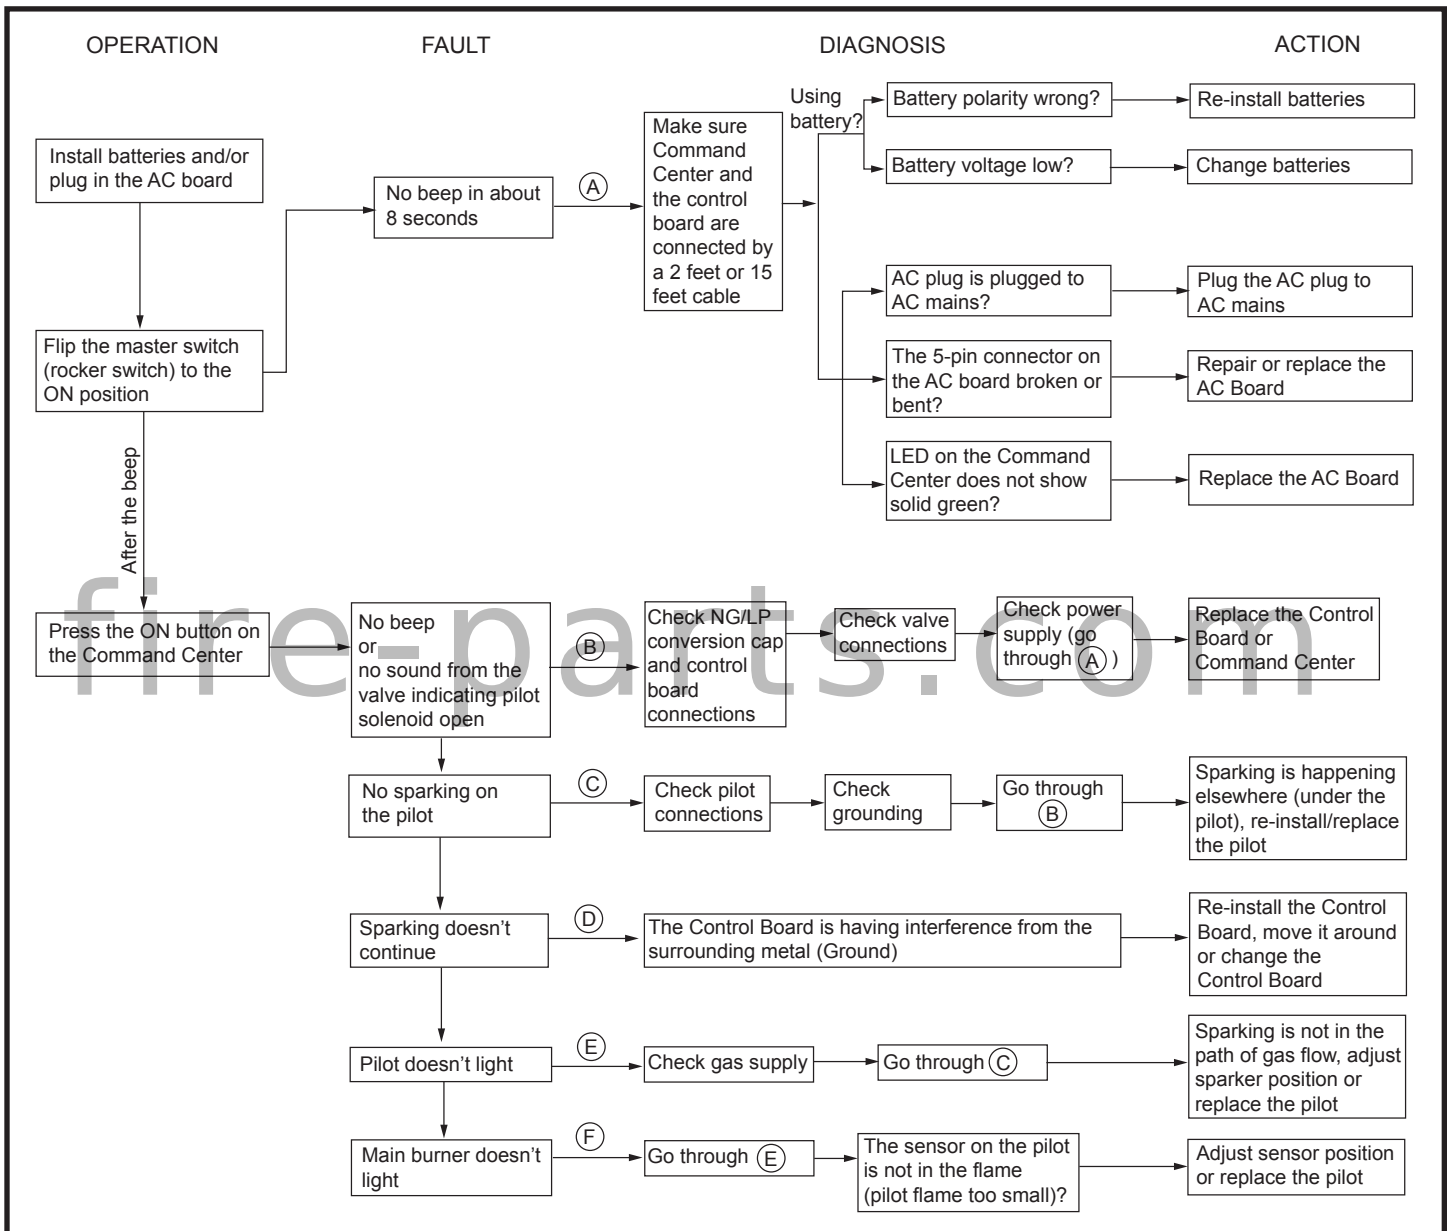 OPERATION
FAULT
DIAGNOSIS
ACTION
Install batteries and/or
plug in the AC board
Flip the master switch
(rocker switch) to the
ON position
After the beep
Press the ON button on
the Command Center
No beep in about
8 seconds
A
Make sure
Command
Center and
the control
board are
connected by
a 2 feet or 15
feet cable
Using
battery?
Battery polarity wrong?
Re-install batteries
Battery voltage low?
Change batteries
AC plug is plugged to
AC mains?
Plug the AC plug to
AC mains
The 5-pin connector on
the AC board broken or
bent?
Repair or replace the
AC Board
LED on the Command
Center does not show
solid green?
Replace the AC Board
No beep
or
no sound from the
valve indicating pilot
solenoid open
B
Check NG/LP
conversion cap
and control
board
connections
Check valve
connections
Check power
supply (go
through A )
Replace the Control
Board or
Command Center
fire-parts.com
No sparking on
the pilot
C
Check pilot
connections
Check
grounding
Go through
B
Sparking is happening
elsewhere (under the
pilot), re-install/replace
the pilot
Sparking doesn't
continue
D
The Control Board is having interference from the
surrounding metal (Ground)
Re-install the Control
Board, move it around
or change the
Control Board
Pilot doesn't light
E
Check gas supply
Go through C
Sparking is not in the
path of gas flow, adjust
sparker position or
replace the pilot
Main burner doesn't
light
F
Go through E
The sensor on the pilot
is not in the flame
(pilot flame too small)?
Adjust sensor position
or replace the pilot